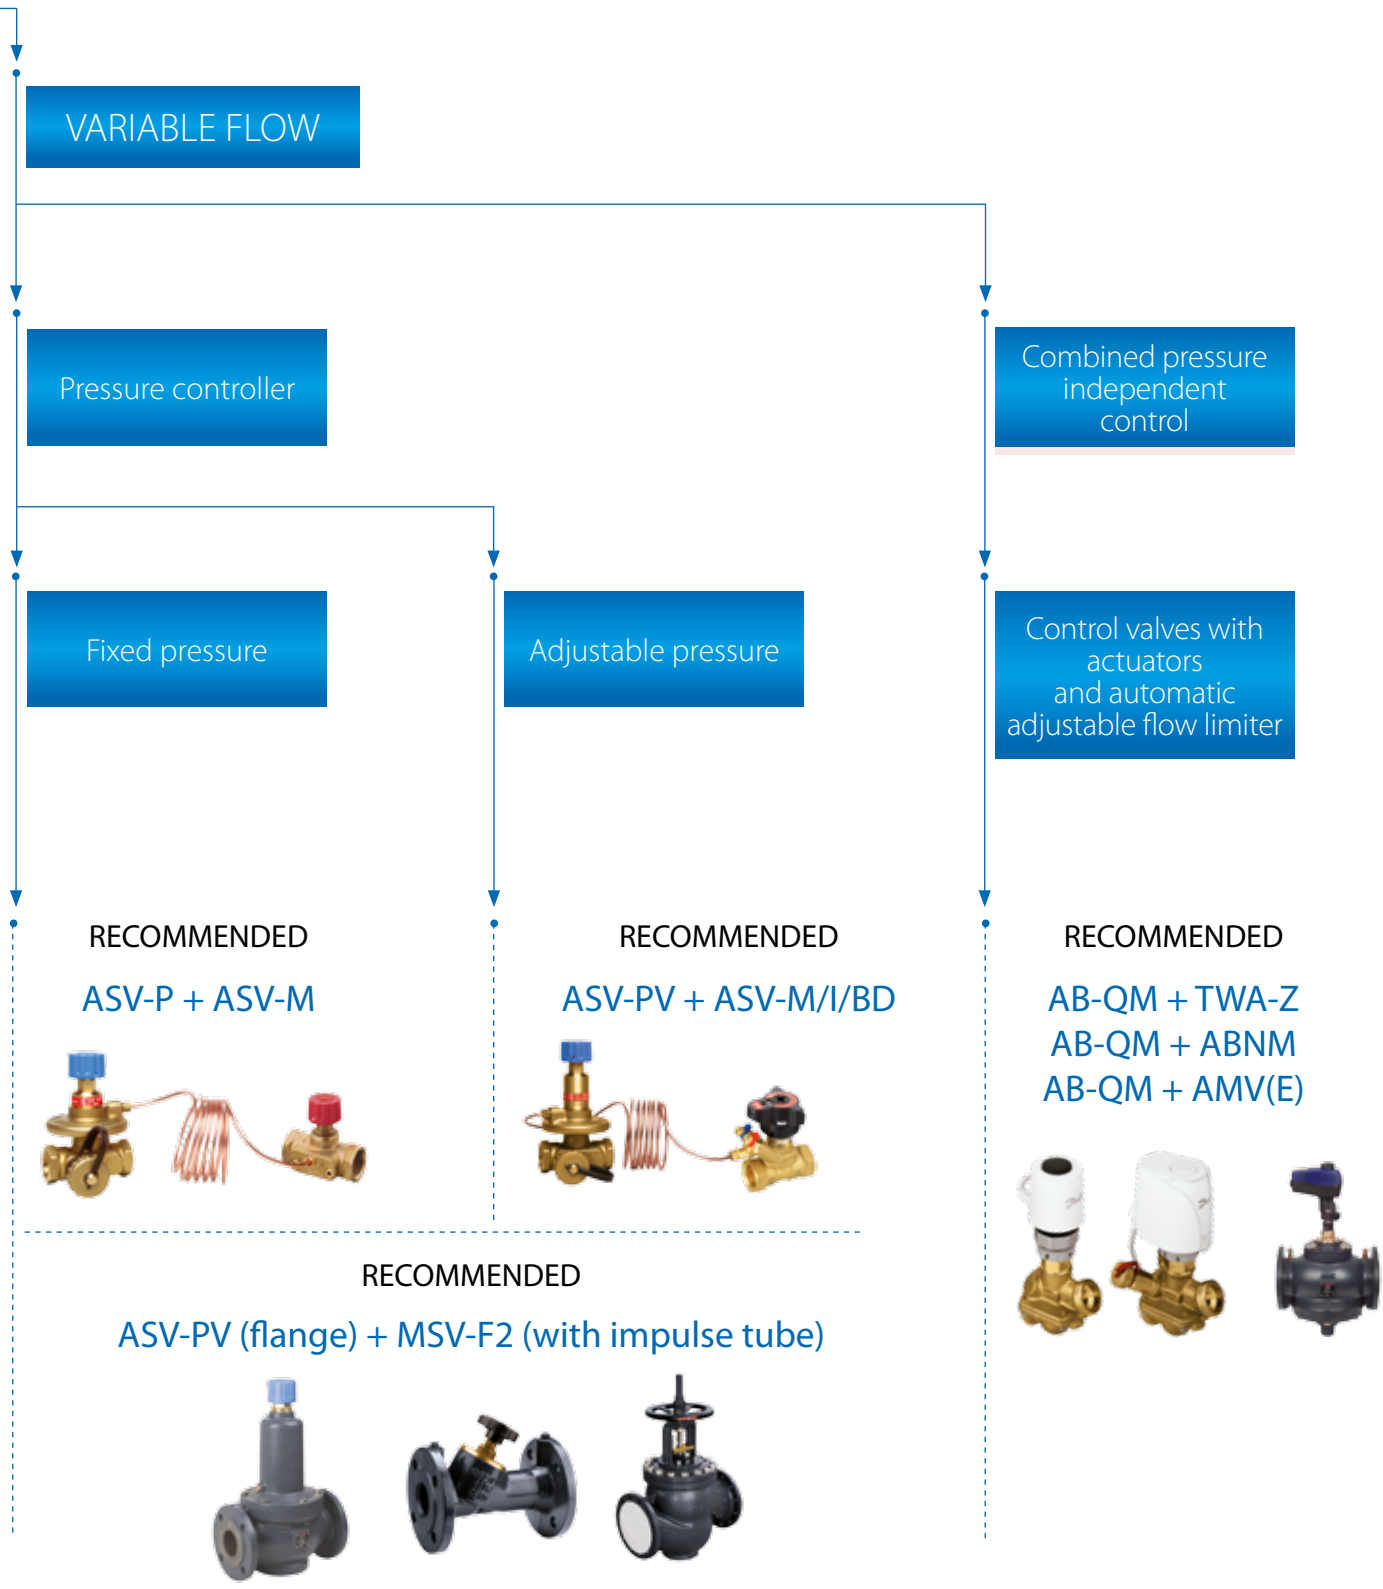 VARIABLE FLOW
Pressure controller
Combined pressure
independent
control
Fixed pressure
Adjustable pressure
Control valves with
actuators
and automatic
adjustable flow limiter
RECOMMENDED
ASV-P + ASV-M
RECOMMENDED
ASV-PV + ASV-M/I/BD
RECOMMENDED
AB-QM + TWA-Z
AB-QM + ABNM
AB-QM + AMV(E)
RECOMMENDED
ASV-PV (flange) + MSV-F2 (with impulse tube)